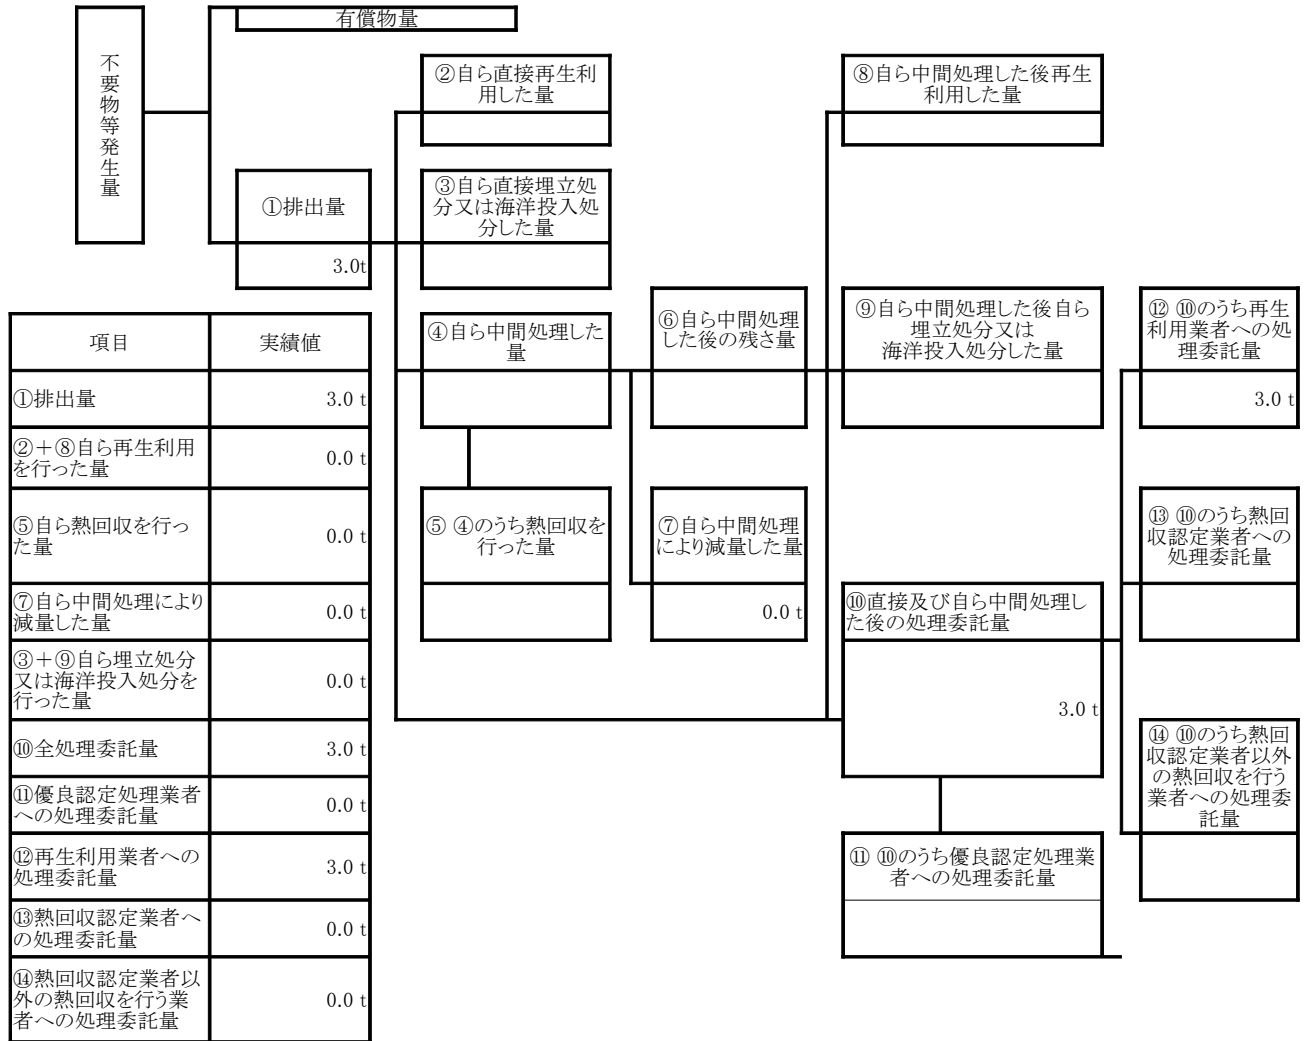 有償物量
不要物等発生量
②自ら直接再生利
用した量
⑧自ら中間処理した後再生
利用した量
①排出量
3.0t
③自ら直接埋立処
分又は海洋投入処
分した量
④自ら中間処理した
量
⑥自ら中間処理
した後の残さ量
⑨自ら中間処理した後自ら
埋立処分又は
海洋投入処分した量
⑫ ⑩のうち再生
利用業者への処
理委託量
3.0 t
⑤ ④のうち熱回収を
行った量
⑦自ら中間処理
により減量した量
0.0 t
⑬ ⑩のうち熱回
収認定業者への
処理委託量
⑩直接及び自ら中間処理し
た後の処理委託量
3.0 t
⑭ ⑩のうち熱回
収認定業者以外
の熱回収を行う
業者への処理委
託量
⑪ ⑩のうち優良認定処理業
者への処理委託量
項目 実績値
①排出量 3.0 t
②＋⑧自ら再生利用
を行った量 0.0 t
⑤自ら熱回収を行っ
た量 0.0 t
⑦自ら中間処理により
減量した量 0.0 t
③＋⑨自ら埋立処分
又は海洋投入処分を
行った量 0.0 t
⑩全処理委託量 3.0 t
⑪優良認定処理業者
への処理委託量 0.0 t
⑫再生利用業者への
処理委託量 3.0 t
⑬熱回収認定業者へ
の処理委託量 0.0 t
⑭熱回収認定業者以
外の熱回収を行う業
者への処理委託量 0.0 t